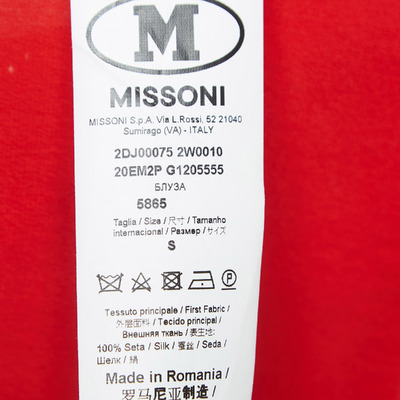 M
MISSONI
MISSONI S.p.A. Via L.Rossi, 52 21040
Sumirago (VA) - ITALY
2DJ00075 2W0010
20EM2P G1205555
БЛУЗА
5865
Taglia / Size / 尺寸 / Tamanho
internacional / Размер / サイズ
S
P
Tessuto principale / First Fabric /
外层面料 / Tecido principal /
Внешняя ткань / 表生地:
100% Seta / Silk / 蚕丝 / Seda /
Шелк / 絹
Made in Romania /
罗马尼亚制造 /